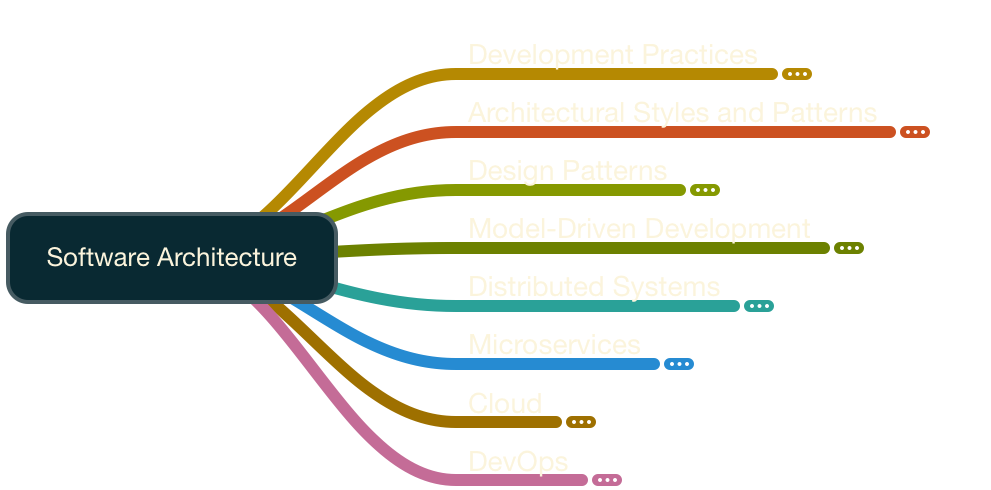 Development Practices
Architectural Styles and Patterns
Design Patterns
Model-Driven Development
Software Architecture
Distributed Systems
Microservices
Cloud
DevOps